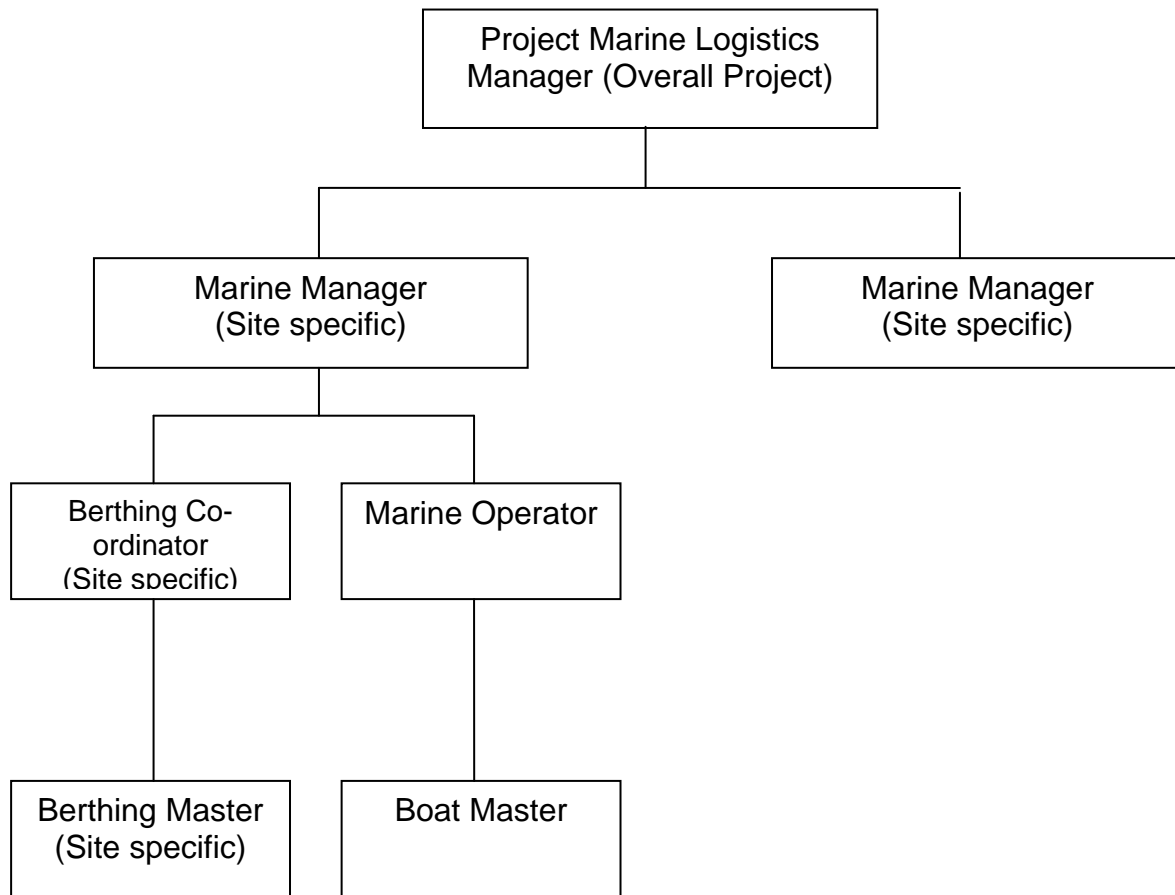 Project Marine Logistics
Manager (Overall Project)
Marine Manager
(Site specific)
Marine Manager
(Site specific)
Berthing Co-
ordinator
(Site specific)
Marine Operator
Berthing Master
(Site specific)
Boat Master